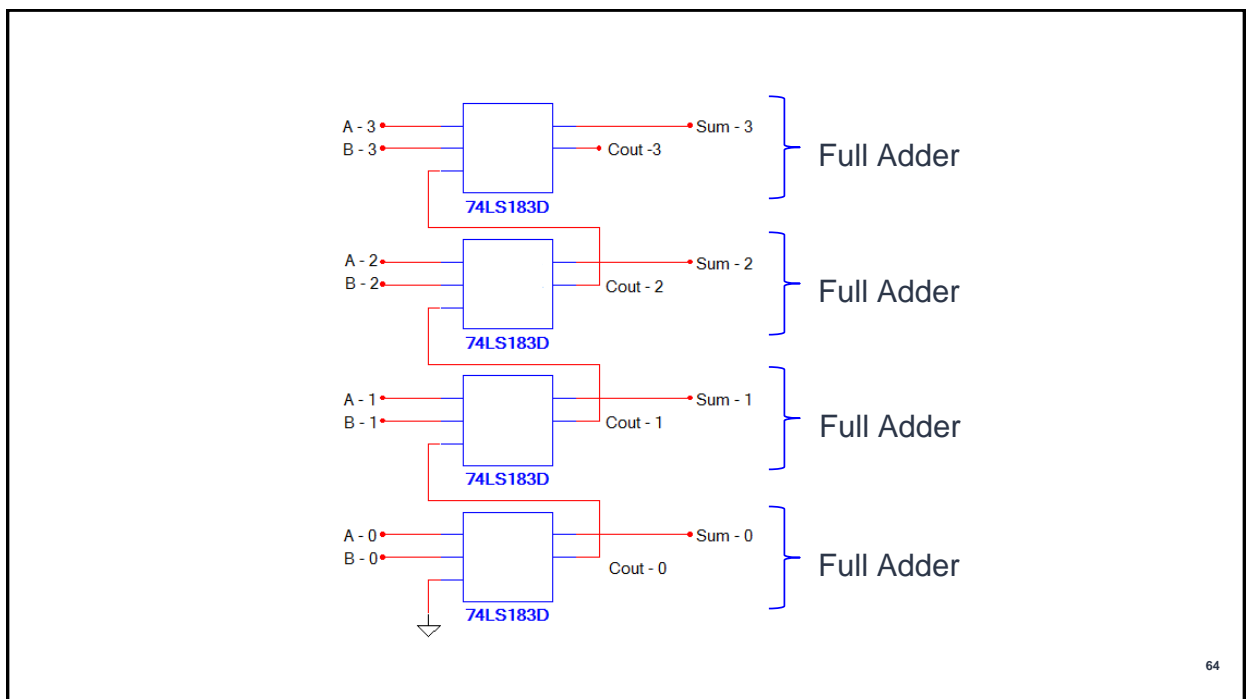 A - 3
B - 3
Sum - 3
Cout -3
Full Adder
74LS183D
A - 2
B - 2
Sum - 2
Cout - 2
Full Adder
74LS183D
A - 1
B - 1
Sum - 1
Cout - 1
Full Adder
74LS183D
A - 0
B - 0
Sum - 0
Cout - 0
Full Adder
74LS183D
64